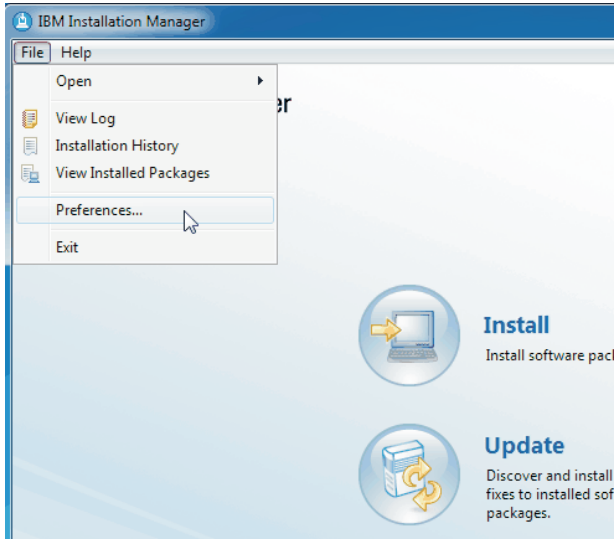 IBM Installation Manager
File Help
Open
er
View Log
Installation History
View Installed Packages
Preferences...
Exit
Install
Install software pac
Update
Discover and install
fixes to installed sof
packages.